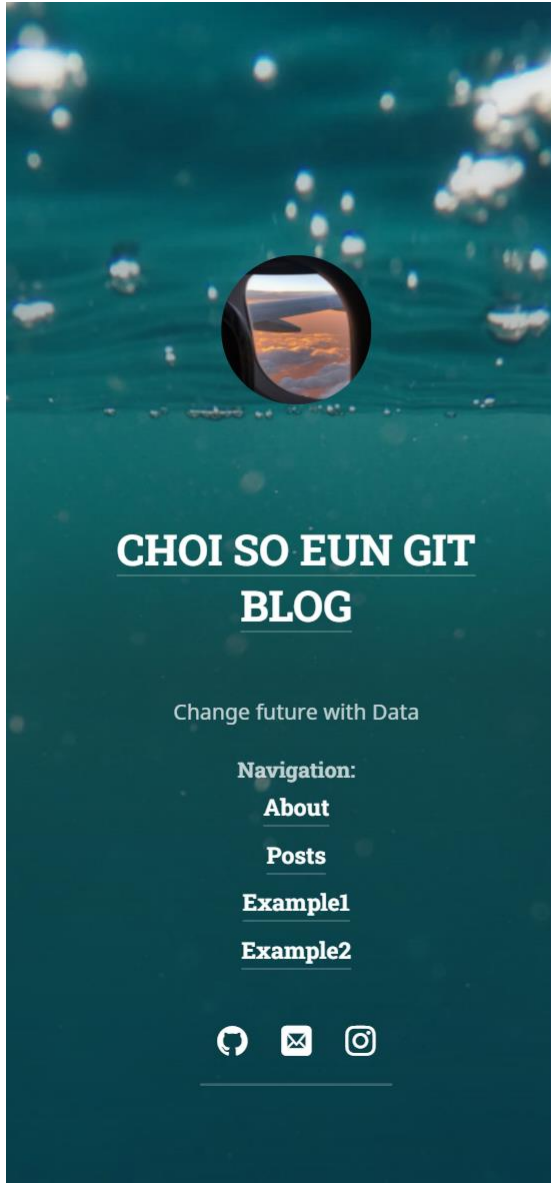 CHOI SO EUN GIT
BLOG
Change future with Data
Navigation:
About
Posts
Example1
Example2